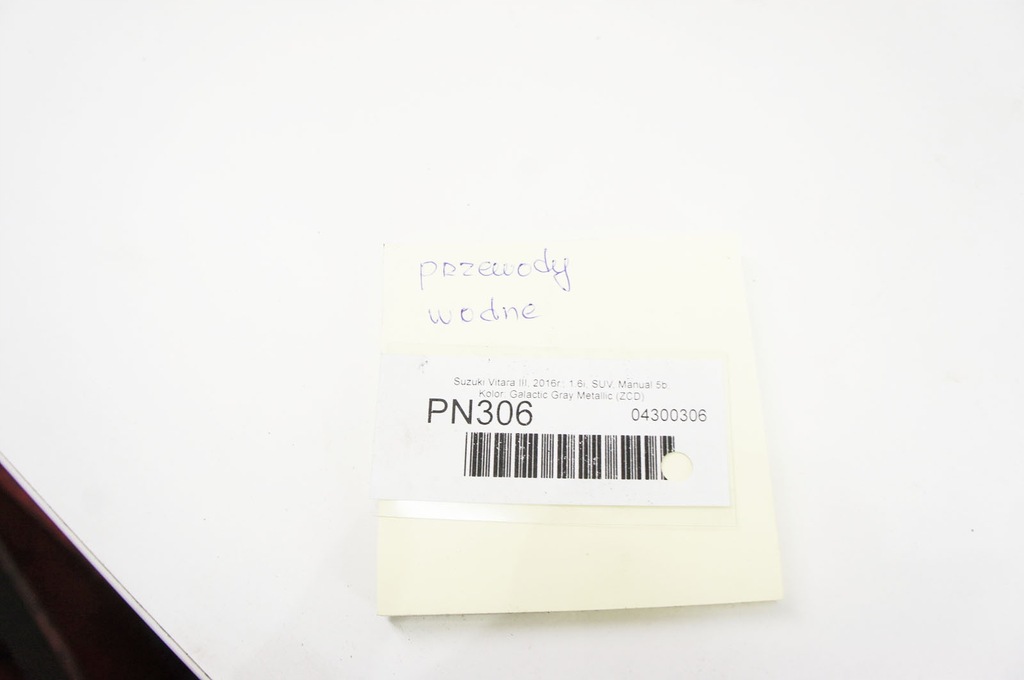 przewody
wodne
Suzuki Vitara III, 2016r., 1.6i, SUV, Manual 5b.
Kolor: Galactic Gray Metallic (ZCD)
PN306 04300306